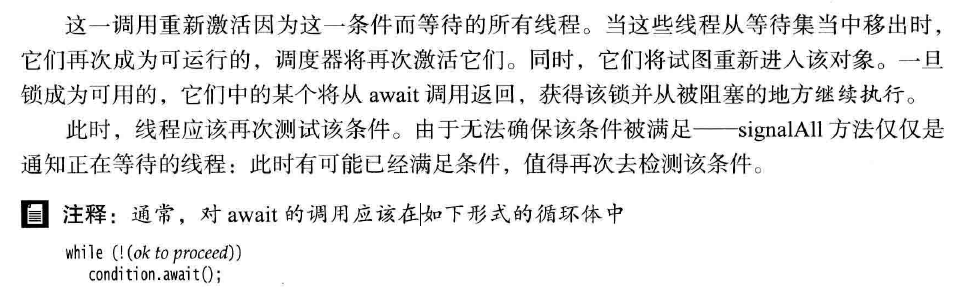 这一调用重新激活因为这一条件而等待的所有线程。当这些线程从等待集当中移出时，
它们再次成为可运行的，调度器将再次激活它们。同时，它们将试图重新进入该对象。一旦
锁成为可用的，它们中的某个将从 await 调用返回，获得该锁并从被阻塞的地方继续执行。
此时，线程应该再次测试该条件。由于无法确保该条件被满足——signalAll 方法仅仅是
通知正在等待的线程：此时有可能已经满足条件，值得再次去检测该条件。
注释：通常，对 await 的调用应该在如下形式的循环体中
while (!(ok to proceed))
condition.await();